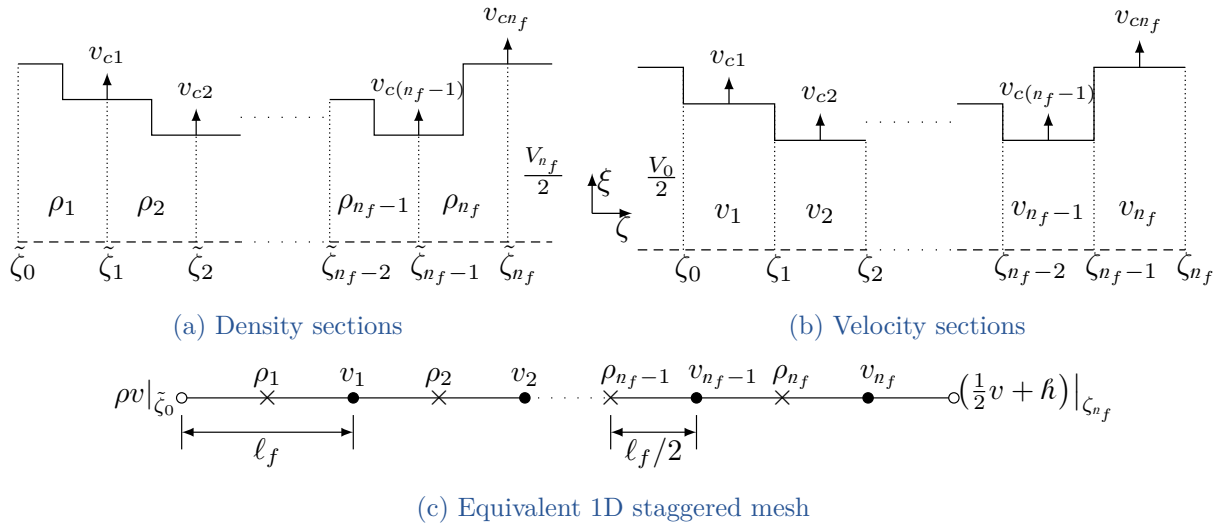 v_{c1}
v_{c2}
v_{c(n_f−1)}
v_{cn_f}
ρ_1
ρ_2
ρ_{n_f−1}
ρ_{n_f}
V_{n_f}/2
ζ̃_0
ζ̃_1
ζ̃_2
ζ̃_{n_f−2}
ζ̃_{n_f−1}
ζ̃_{n_f}
(a) Density sections
ξ
ζ
v_{c1}
v_{c2}
v_{c(n_f−1)}
v_{cn_f}
V_0/2
v_1
v_2
v_{n_f−1}
v_{n_f}
ζ_0
ζ_1
ζ_2
ζ_{n_f−2}
ζ_{n_f−1}
ζ_{n_f}
(b) Velocity sections
ρv|_{ζ̃_0} ρ_1 v_1 ρ_2 v_2 ρ_{n_f−1} v_{n_f−1} ρ_{n_f} v_{n_f} (½v + ℏ)|_{ζ_{n_f}}
ℓ_f ℓ_f/2
(c) Equivalent 1D staggered mesh